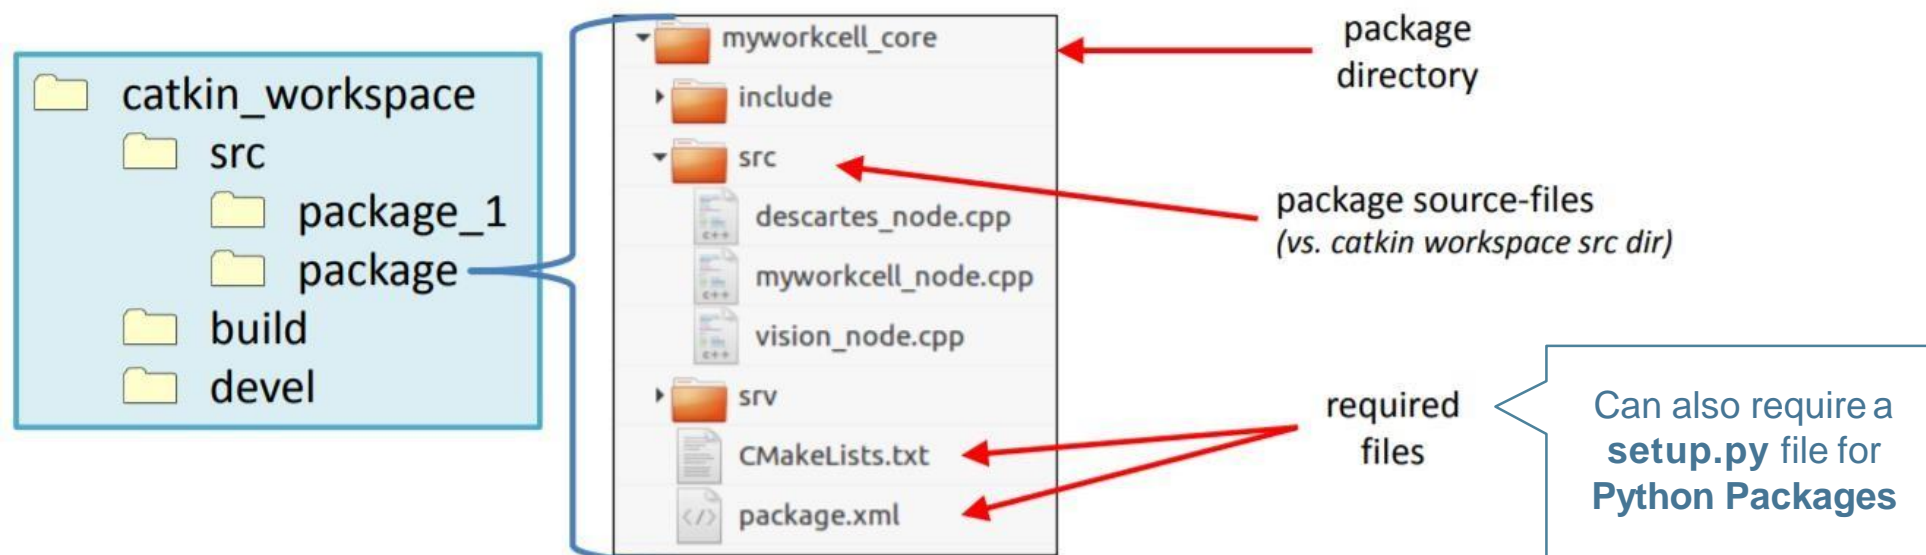 catkin_workspace
src
package_1
package
build
devel
myworkcell_core
include
src
descartes_node.cpp
C++
myworkcell_node.cpp
C++
vision_node.cpp
C++
srv
CMakeLists.txt
</> package.xml
package
directory
package source-files
(vs. catkin workspace src dir)
required
files
Can also require a
setup.py file for
Python Packages